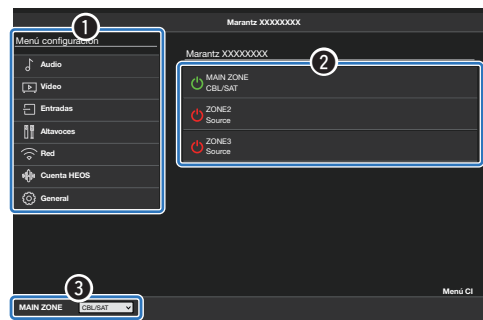 Marantz XXXXXXXX
1
Menú configuración
Audio
Vídeo
Entradas
Altavoces
Red
Cuenta HEOS
General
Marantz XXXXXXXX
2
MAIN ZONE
CBL/SAT
ZONE2
Source
ZONE3
Source
Menú CI
3
MAIN ZONE CBL/SAT